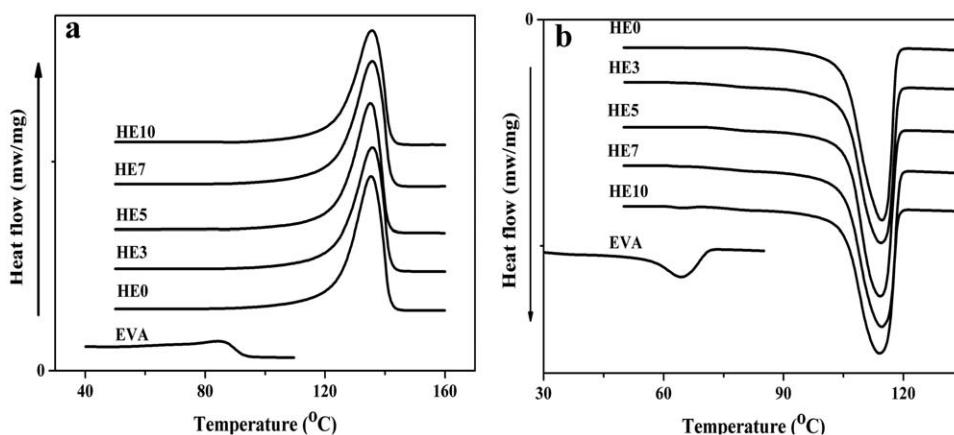 a
Heat flow (mw/mg)
HE10
HE7
HE5
HE3
HE0
EVA
0
40
80
120
160
Temperature (⁰C)
b
0
Heat flow (mw/mg)
HE0
HE3
HE5
HE7
HE10
EVA
30
60
90
120
Temperature (⁰C)